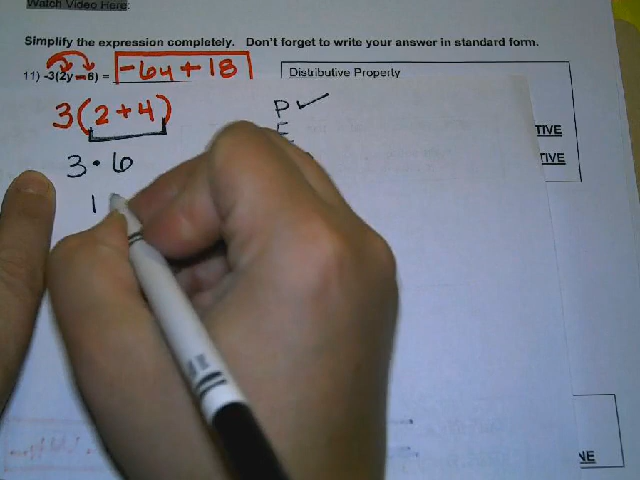 Watch Video Here:
Simplify the expression completely. Don't forget to write your answer in standard form.
11) -3(2y - 6) = -6y + 18
Distributive Property
3(2 + 4)
P ✓
E
TIVE
3 • 6
TIVE
1
NE